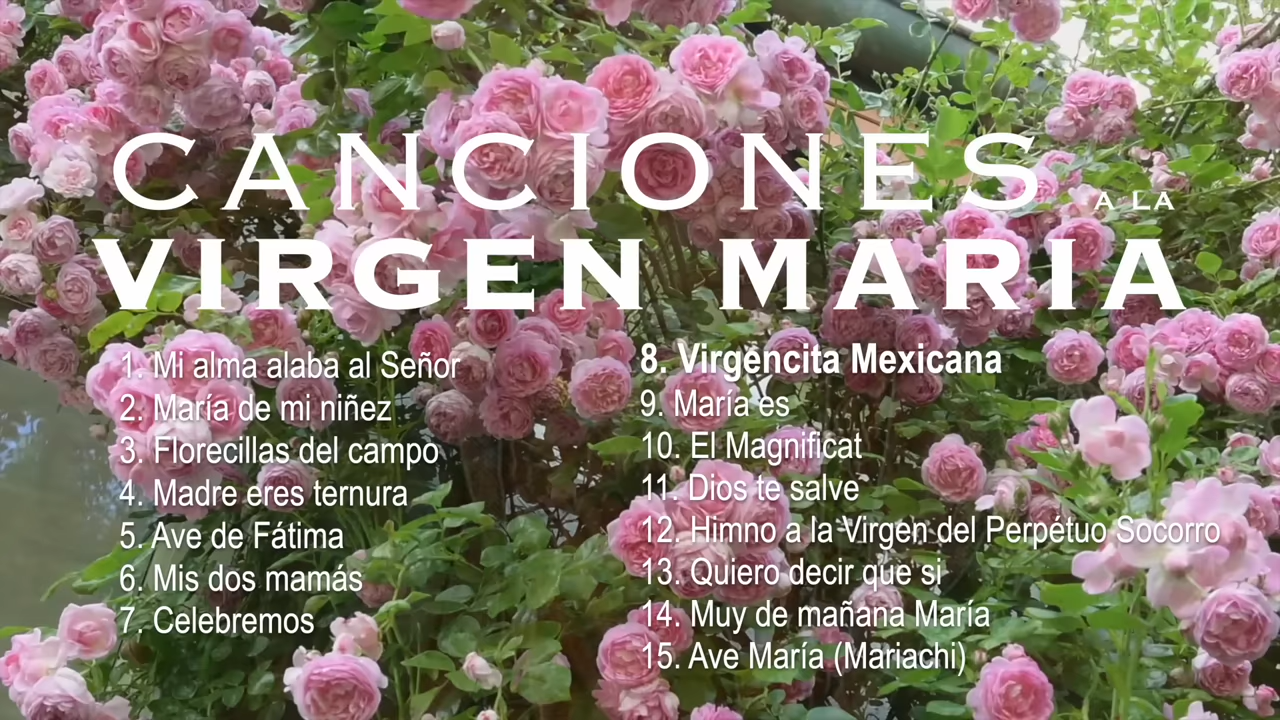 CANCIONES A LA
VIRGEN MARIA
1. Mi alma alaba al Señor
2. María de mi niñez
3. Florecillas del campo
4. Madre eres ternura
5. Ave de Fátima
6. Mis dos mamás
7. Celebremos
8. Virgencita Mexicana
9. María es
10. El Magnificat
11. Dios te salve
12. Himno a la Virgen del Perpétuo Socorro
13. Quiero decir que si
14. Muy de mañana María
15. Ave María (Mariachi)